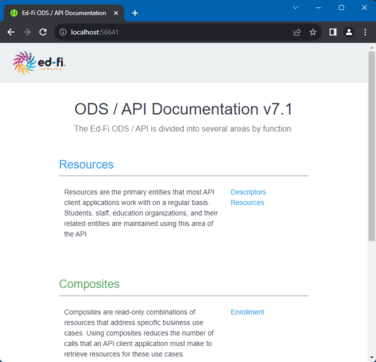 Ed-Fi ODS / API Documentation
localhost:56641
ed·fi.
ODS / API Documentation v7.1
The Ed-Fi ODS / API is divided into several areas by function.
Resources
Resources are the primary entities that most API
client applications work with on a regular basis.
Students, staff, education organizations, and their
related entities are maintained using this area of
the API
Descriptors
Resources
Composites
Composites are read-only combinations of
resources that address specific business use
cases. Using composites reduces the number of
calls that an API client application must make to
retrieve resources for these use cases.
Enrollment